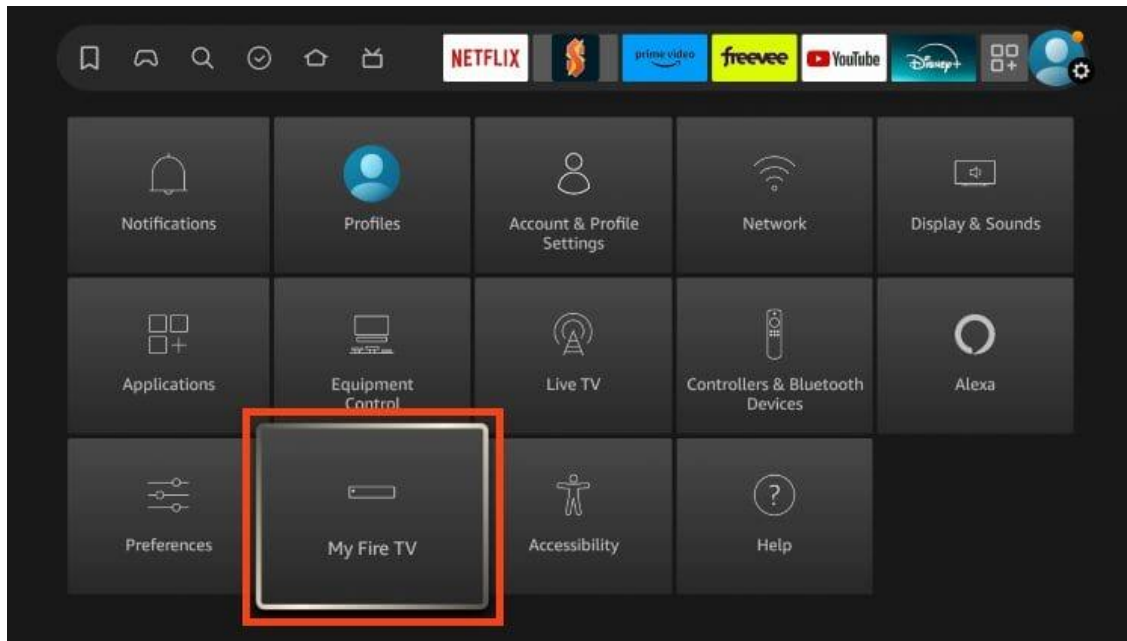 NETFLIX
prime video
freevee
YouTube
Disney+
Notifications
Profiles
Account & Profile
Settings
Network
Display & Sounds
Applications
Equipment
Control
Live TV
Controllers & Bluetooth
Devices
Alexa
Preferences
My Fire TV
Accessibility
?
Help